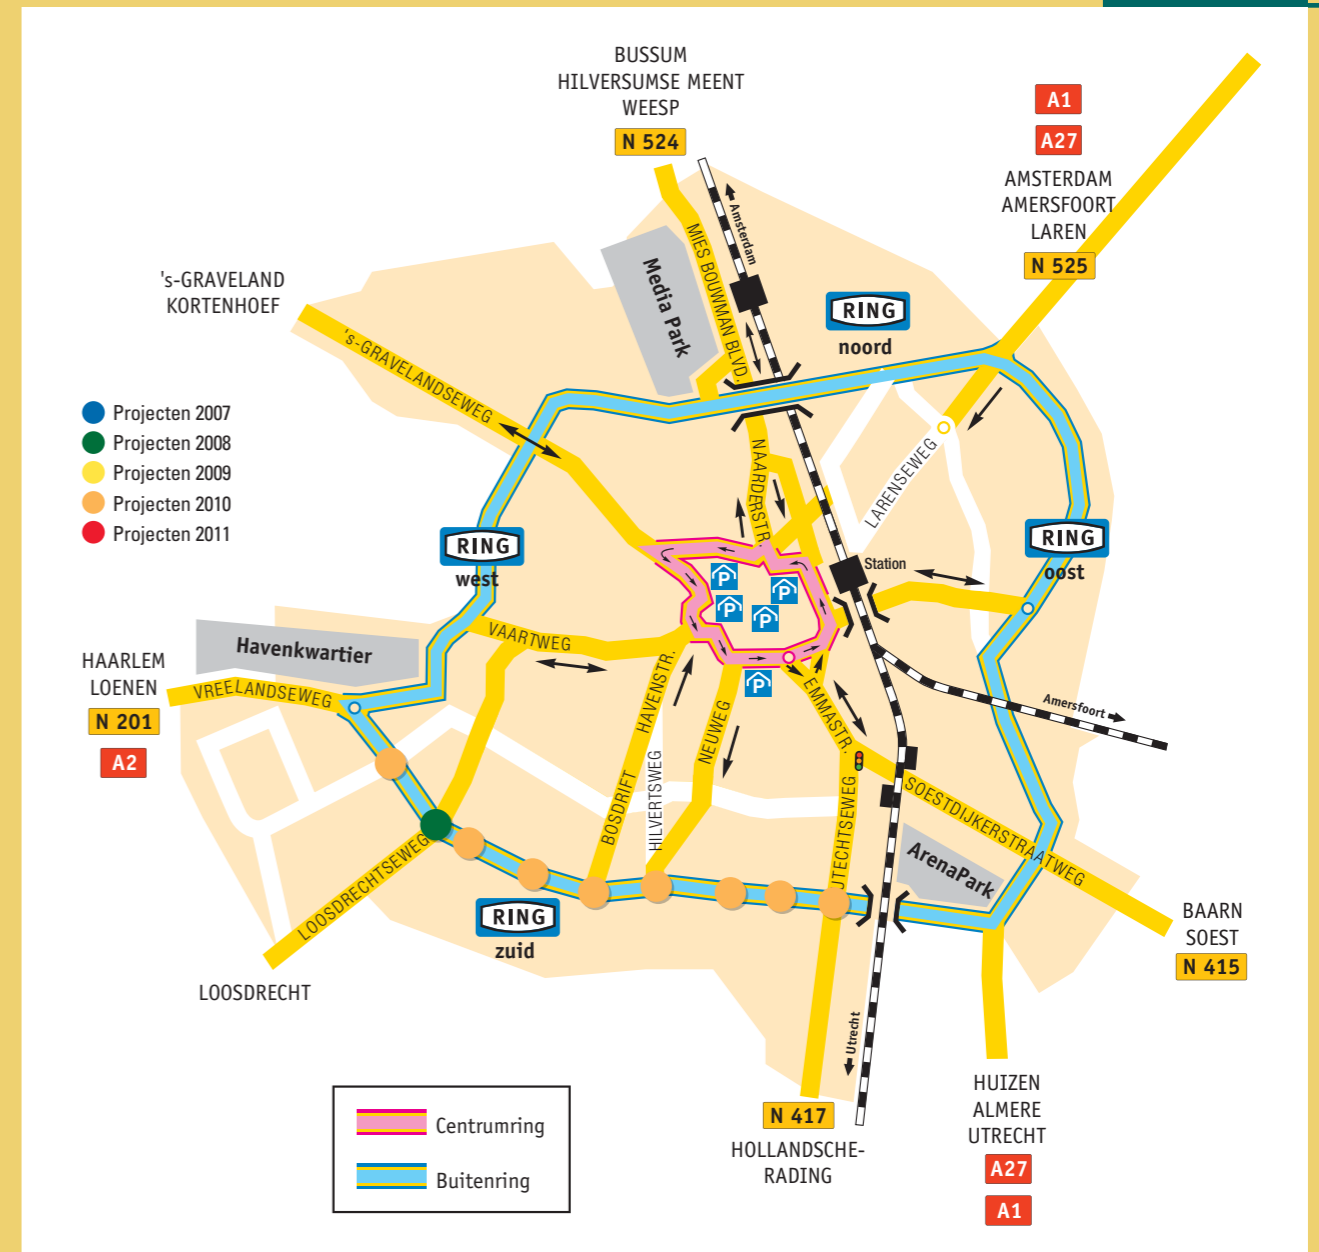 BUSSUM
HILVERSUMSE MEENT
WEESP
N 524
A1
A27
AMSTERDAM
AMERSFOORT
LAREN
N 525
Amsterdam
MIES BOUWMAN BLVD.
Media Park
RING
noord
's-GRAVELAND
KORTENHOEF
's-GRAVELANDSEWEG
Projecten 2007
Projecten 2008
Projecten 2009
Projecten 2010
Projecten 2011
NAARDERSTR.
LARENSEWEG
RING
west
RING
oost
Station
P
P
P
P
P
Havenkwartier
VAARTWEG
HAARLEM
LOENEN
N 201
A2
VREELANDSEWEG
HAVENSTR.
BOSDRIFT
HILVERTSWEG
NEUWEG
EMMASTR.
Amersfoort
UTECHTSEWEG
SOESTDIJKERSTRAATWEG
ArenaPark
LOOSDRECHTSEWEG
RING
zuid
LOOSDRECHT
BAARN
SOEST
N 415
Utrecht
N 417
HOLLANDSCHE-
RADING
HUIZEN
ALMERE
UTRECHT
A27
A1
Centrumring
Buitenring